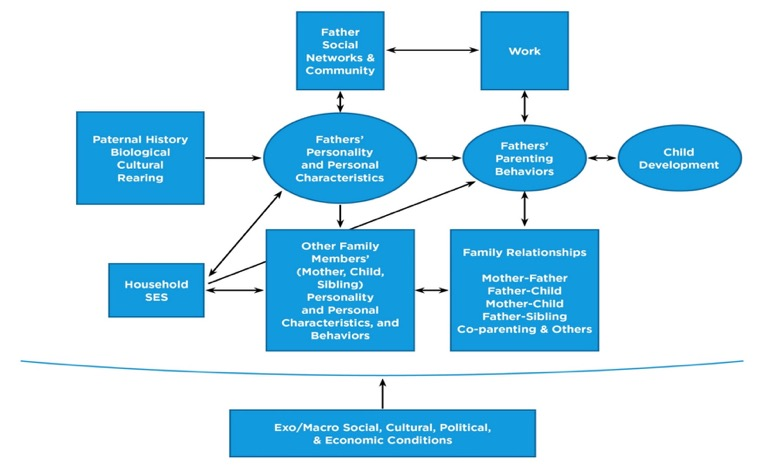 Father
Social
Networks &
Community
Work
Paternal History
Biological
Cultural
Rearing
Fathers'
Personality
and Personal
Characteristics
Fathers'
Parenting
Behaviors
Child
Development
Household
SES
Other Family
Members'
(Mother, Child,
Sibling)
Personality
and Personal
Characteristics, and
Behaviors
Family Relationships
Mother-Father
Father-Child
Mother-Child
Father-Sibling
Co-parenting & Others
Exo/Macro Social, Cultural, Political,
& Economic Conditions